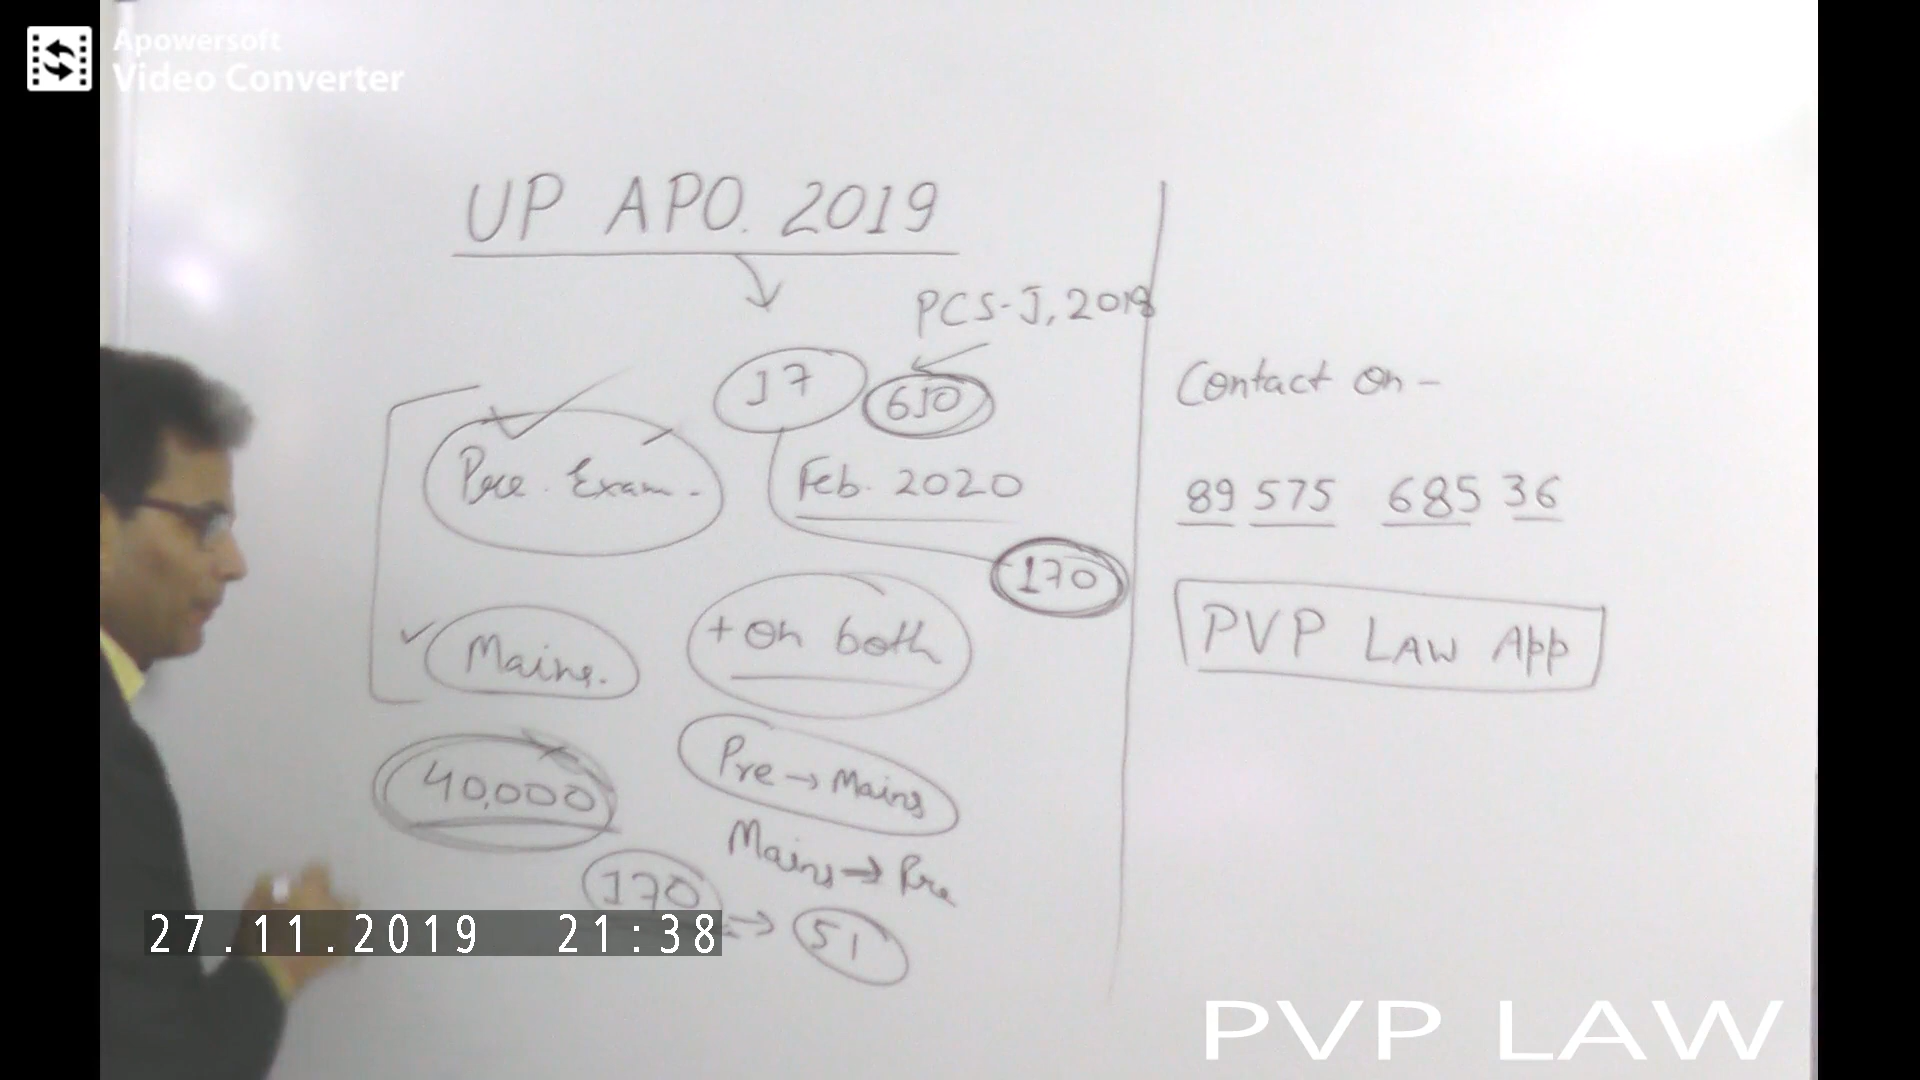 Apowersoft
Video Converter
UP APO. 2019
PCS-J, 2018
17 610
Pre. Exam.
Feb. 2020
170
Mains.
+ on both
40,000
Pre → Mains
Mains → Pre
170 → 51
Contact on -
89 575 685 36
PVP LAW App
27.11.2019 21:38
PVP LAW